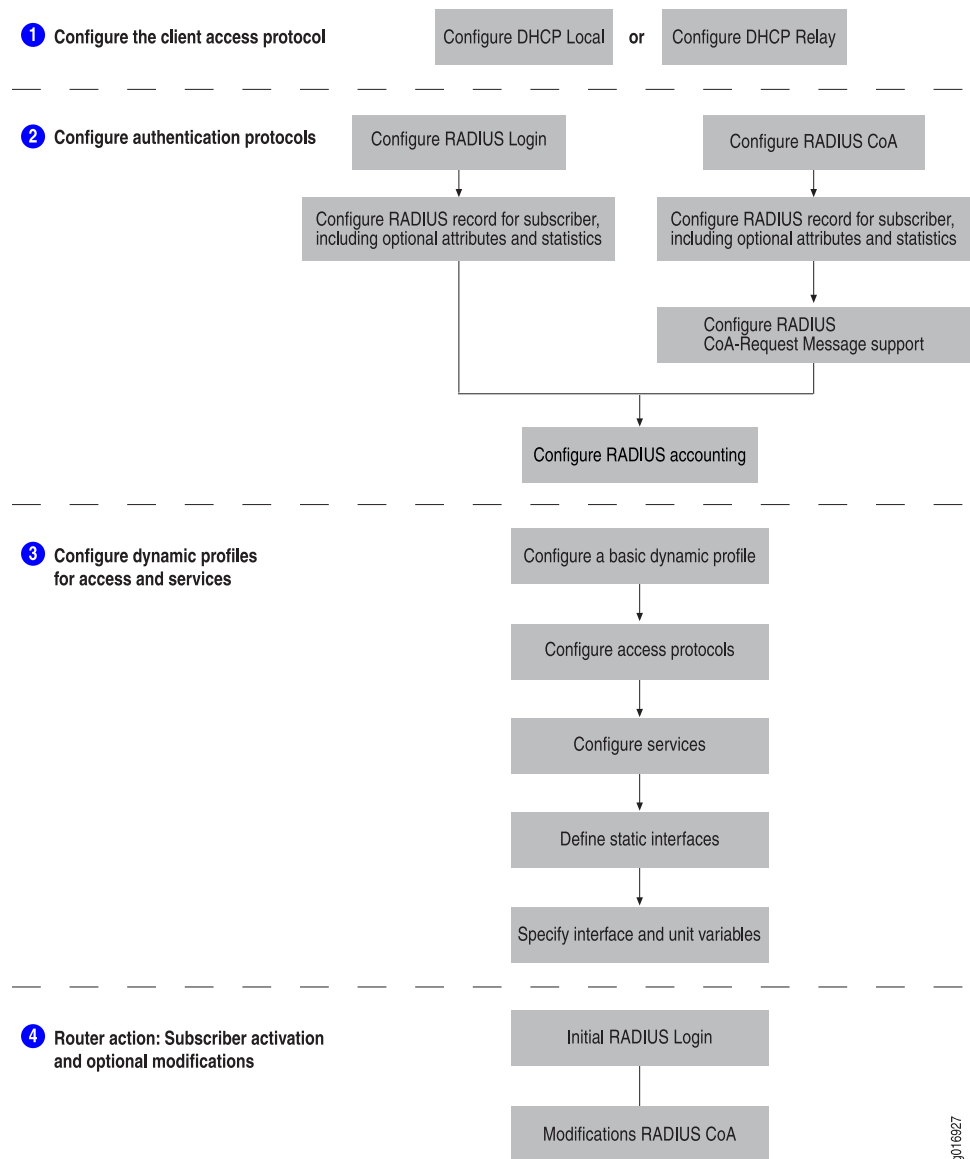 1 Configure the client access protocol
Configure DHCP Local or Configure DHCP Relay
2 Configure authentication protocols
Configure RADIUS Login
Configure RADIUS record for subscriber,
including optional attributes and statistics
Configure RADIUS CoA
Configure RADIUS record for subscriber,
including optional attributes and statistics
Configure RADIUS
CoA-Request Message support
Configure RADIUS accounting
3 Configure dynamic profiles
for access and services
Configure a basic dynamic profile
Configure access protocols
Configure services
Define static interfaces
Specify interface and unit variables
4 Router action: Subscriber activation
and optional modifications
Initial RADIUS Login
Modifications RADIUS CoA
g016927